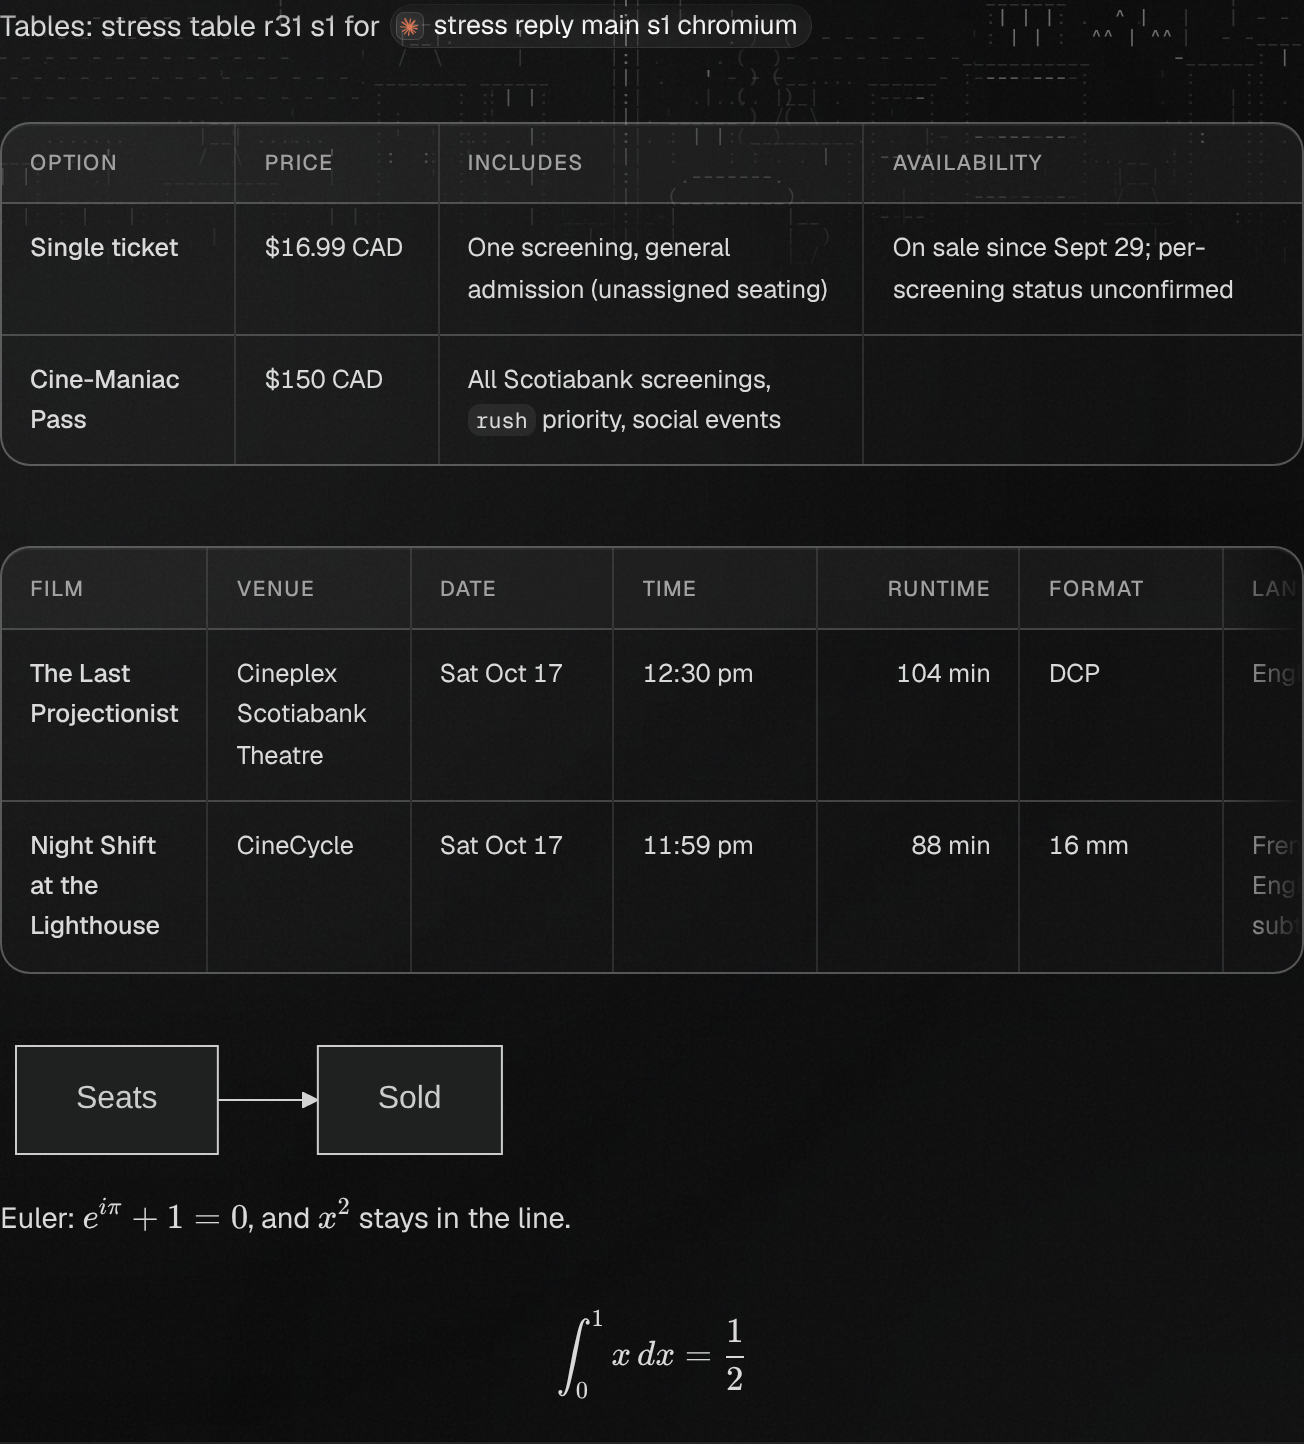 Tables: stress table r31 s1 for stress reply main s1 chromium
OPTION PRICE INCLUDES AVAILABILITY
Single ticket $16.99 CAD One screening, general On sale since Sept 29; per-
admission (unassigned seating) screening status unconfirmed
Cine-Maniac $150 CAD All Scotiabank screenings,
Pass rush priority, social events
FILM VENUE DATE TIME RUNTIME FORMAT
The Last Cineplex Sat Oct 17 12:30 pm 104 min DCP
Projectionist Scotiabank
Theatre
Night Shift CineCycle Sat Oct 17 11:59 pm 88 min 16 mm
at the
Lighthouse
Seats Sold
Euler: e^{iπ} + 1 = 0, and x² stays in the line.
∫₀¹ x dx = 1/2